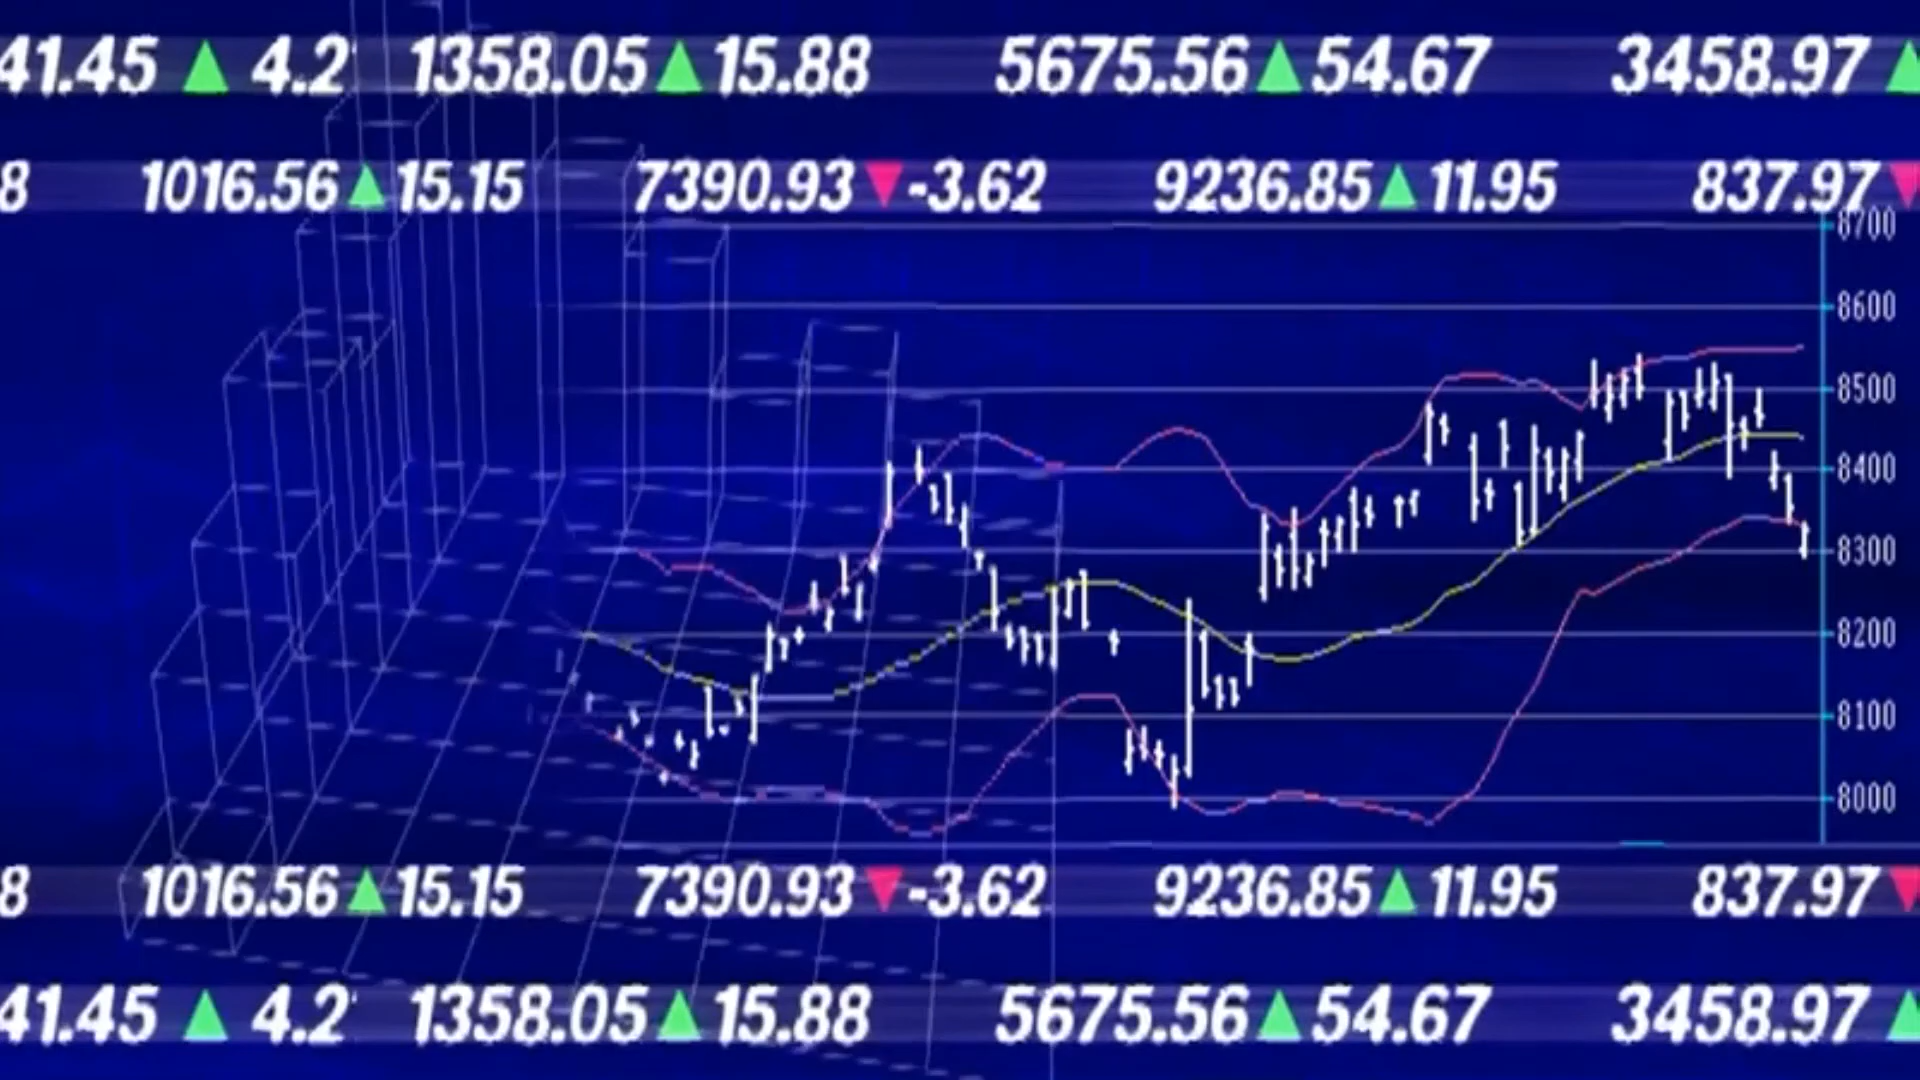 41.45 ▲ 4.2 1358.05 ▲ 15.88 5675.56 ▲ 54.67 3458.97 ▲
8 1016.56 ▲ 15.15 7390.93 ▼ -3.62 9236.85 ▲ 11.95 837.97 ▼
8700
8600
8500
8400
8300
8200
8100
8000
8 1016.56 ▲ 15.15 7390.93 ▼ -3.62 9236.85 ▲ 11.95 837.97 ▼
41.45 ▲ 4.2 1358.05 ▲ 15.88 5675.56 ▲ 54.67 3458.97 ▲